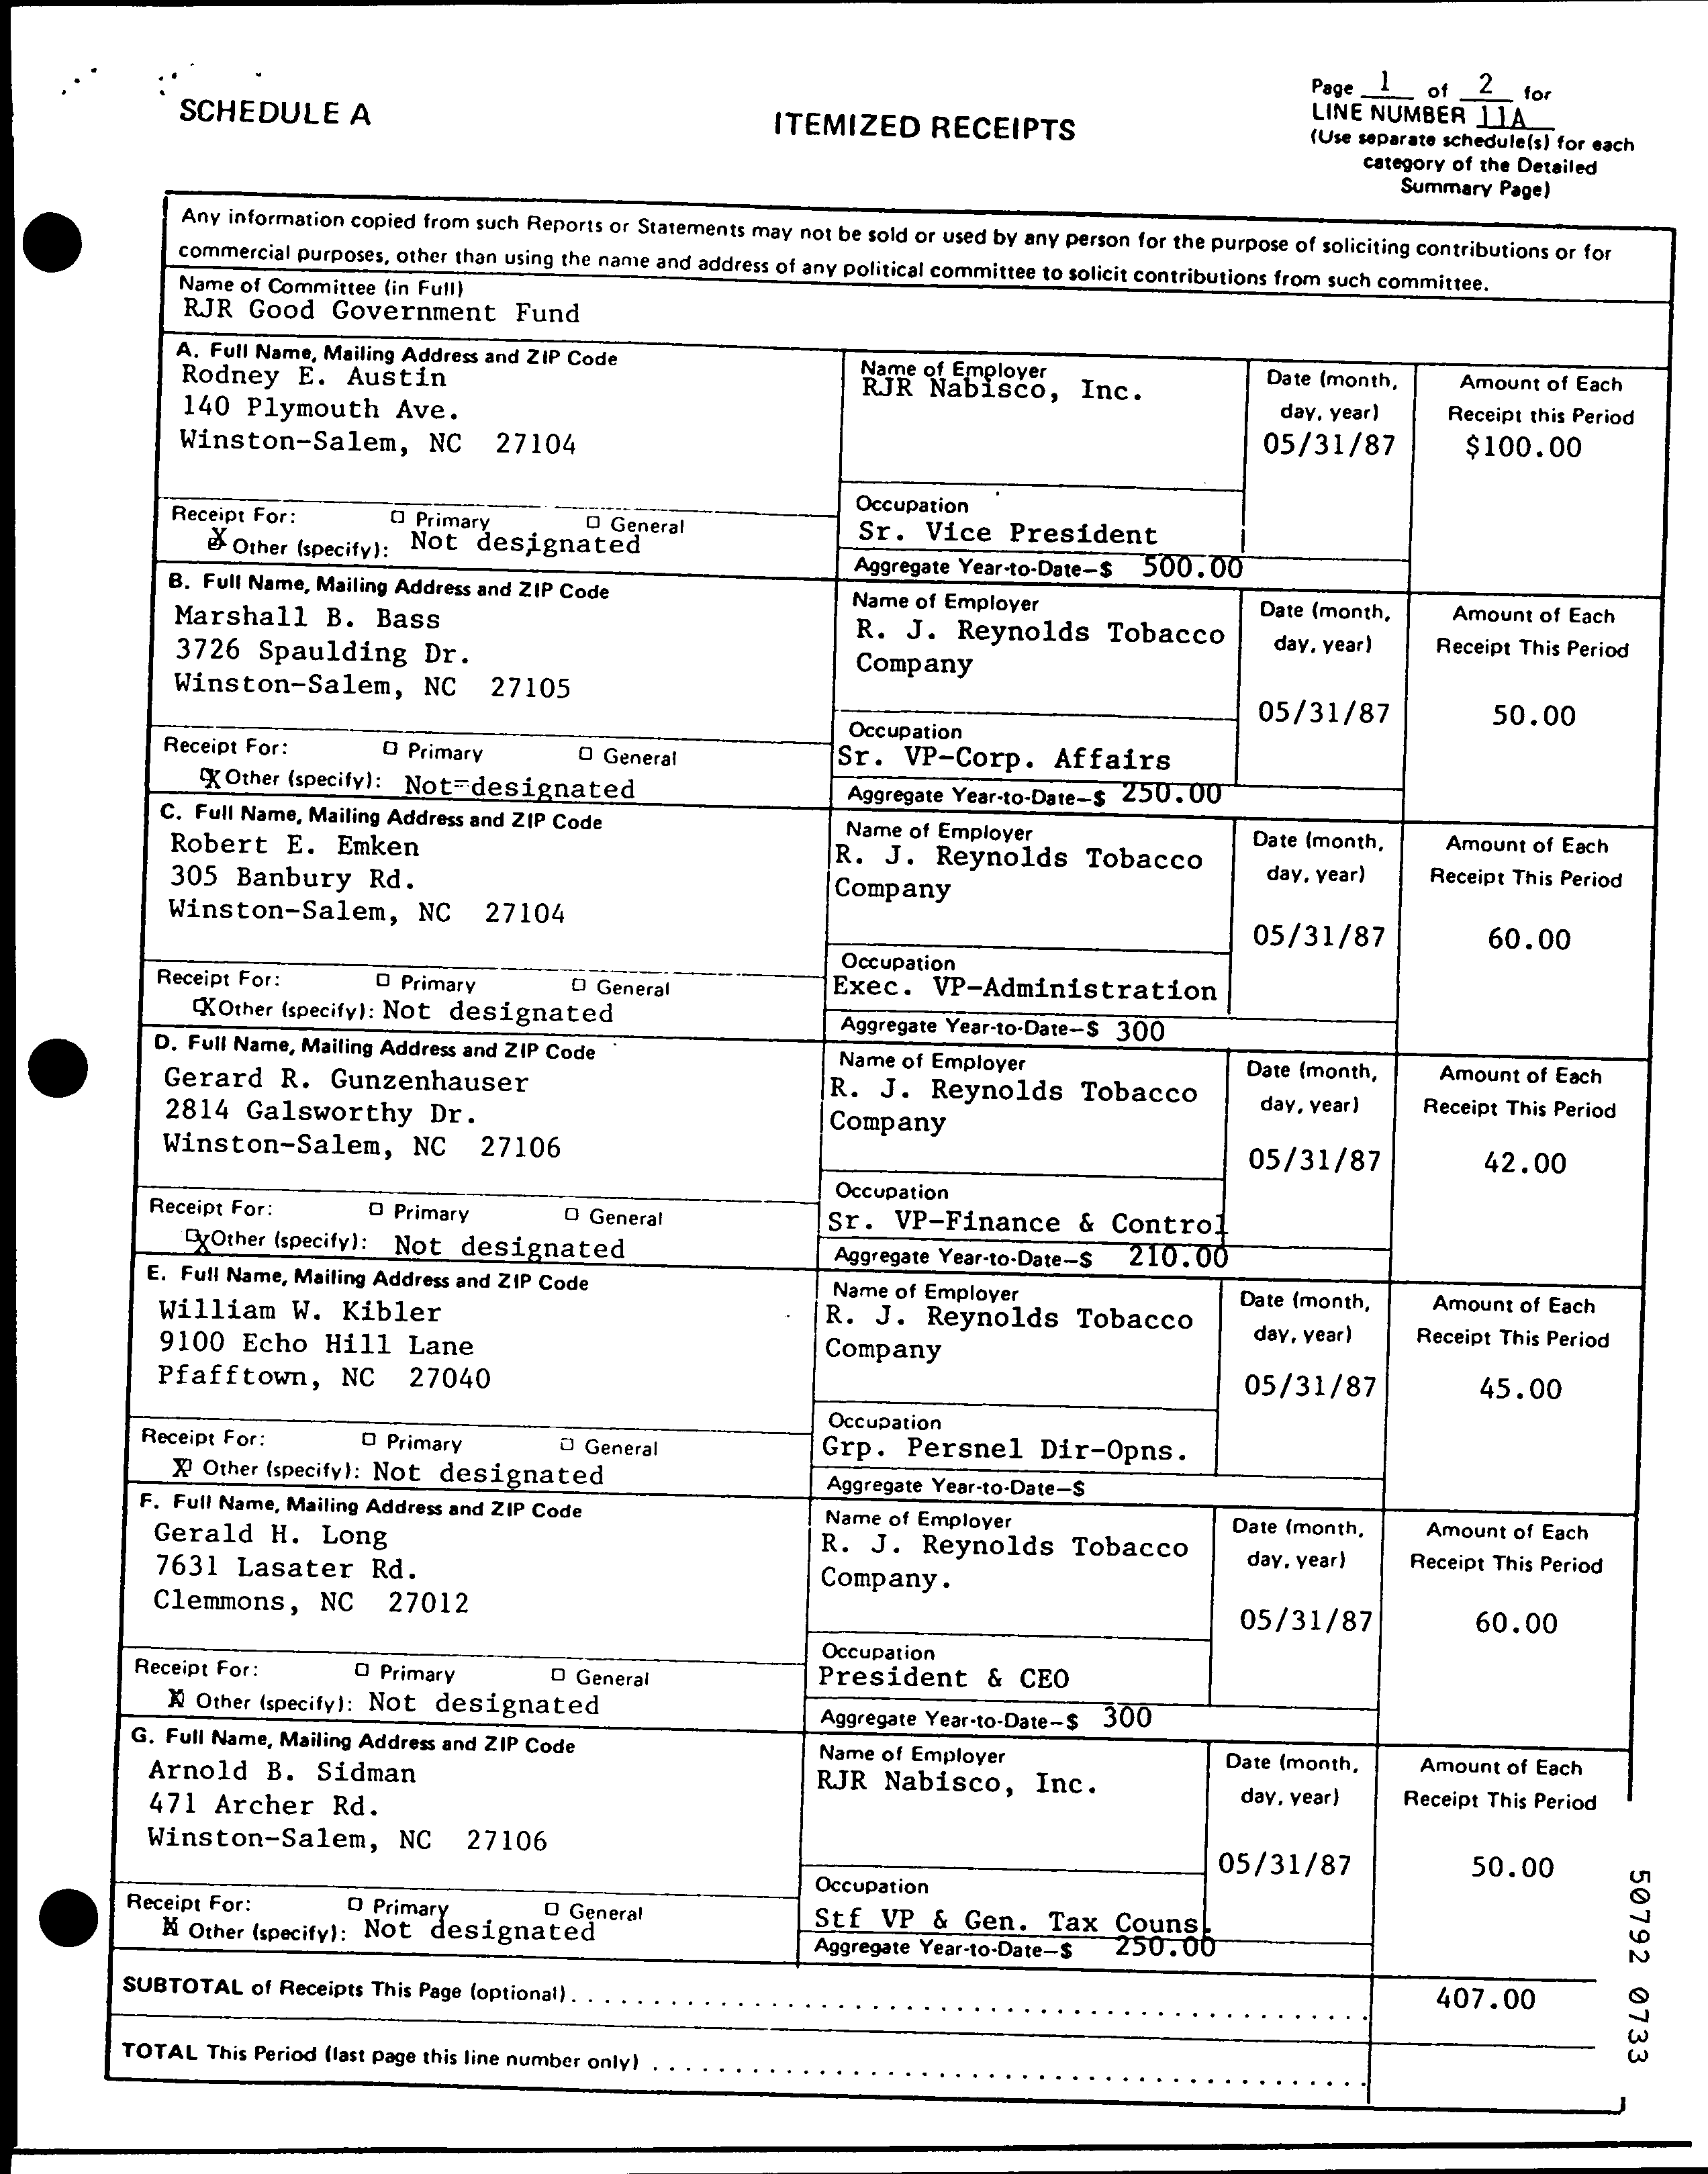 Page 1 of 2 for
LINE NUMBER 11A
(Use separate schedule(s) for each
category of the Detailed
Summary Page)
SCHEDULE A
ITEMIZED RECEIPTS
Any information copied from such Reports or Statements may not be sold or used by any person for the purpose of soliciting contributions or for
commercial purposes, other than using the name and address of any political committee to solicit contributions from such committee.
Name of Committee (in Full)
RJR Good Government Fund
A. Full Name, Mailing Address and ZIP Code
Rodney E. Austin
140 Plymouth Ave.
Winston-Salem, NC 27104
Name of Employer
RJR Nabisco, Inc.
Date (month,
day, year)
05/31/87
Amount of Each
Receipt this Period
$100.00
Receipt For: Primary General
X Other (specify): Not designated
Occupation
Sr. Vice President
Aggregate Year-to-Date-$ 500.00
B. Full Name, Mailing Address and ZIP Code
Marshall B. Bass
3726 Spaulding Dr.
Winston-Salem, NC 27105
Name of Employer
R. J. Reynolds Tobacco
Company
Date (month,
day, year)
05/31/87
Amount of Each
Receipt This Period
50.00
Receipt For: Primary General
X Other (specify): Not-designated
Occupation
Sr. VP-Corp. Affairs
Aggregate Year-to-Date-$ 250.00
C. Full Name, Mailing Address and ZIP Code
Robert E. Emken
305 Banbury Rd.
Winston-Salem, NC 27104
Name of Employer
R. J. Reynolds Tobacco
Company
Date (month,
day, year)
05/31/87
Amount of Each
Receipt This Period
60.00
Receipt For: Primary General
X Other (specify): Not designated
Occupation
Exec. VP-Administration
Aggregate Year-to-Date-$ 300
D. Full Name, Mailing Address and ZIP Code
Gerard R. Gunzenhauser
2814 Galsworthy Dr.
Winston-Salem, NC 27106
Name of Employer
R. J. Reynolds Tobacco
Company
Date (month,
day, year)
05/31/87
Amount of Each
Receipt This Period
42.00
Receipt For: Primary General
X Other (specify): Not designated
Occupation
Sr. VP-Finance & Control
Aggregate Year-to-Date-$ 210.00
E. Full Name, Mailing Address and ZIP Code
William W. Kibler
9100 Echo Hill Lane
Pfafftown, NC 27040
Name of Employer
R. J. Reynolds Tobacco
Company
Date (month,
day, year)
05/31/87
Amount of Each
Receipt This Period
45.00
Receipt For: Primary General
X Other (specify): Not designated
Occupation
Grp. Persnel Dir-Opns.
Aggregate Year-to-Date-$
F. Full Name, Mailing Address and ZIP Code
Gerald H. Long
7631 Lasater Rd.
Clemmons, NC 27012
Name of Employer
R. J. Reynolds Tobacco
Company.
Date (month,
day, year)
05/31/87
Amount of Each
Receipt This Period
60.00
Receipt For: Primary General
X Other (specify): Not designated
Occupation
President & CEO
Aggregate Year-to-Date-$ 300
G. Full Name, Mailing Address and ZIP Code
Arnold B. Sidman
471 Archer Rd.
Winston-Salem, NC 27106
Name of Employer
RJR Nabisco, Inc.
Date (month,
day, year)
05/31/87
Amount of Each
Receipt This Period
50.00
Receipt For: Primary General
X Other (specify): Not designated
Occupation
Stf VP & Gen. Tax Couns.
Aggregate Year-to-Date-$ 250.00
SUBTOTAL of Receipts This Page (optional) 407.00
TOTAL This Period (last page this line number only)
50792 0733